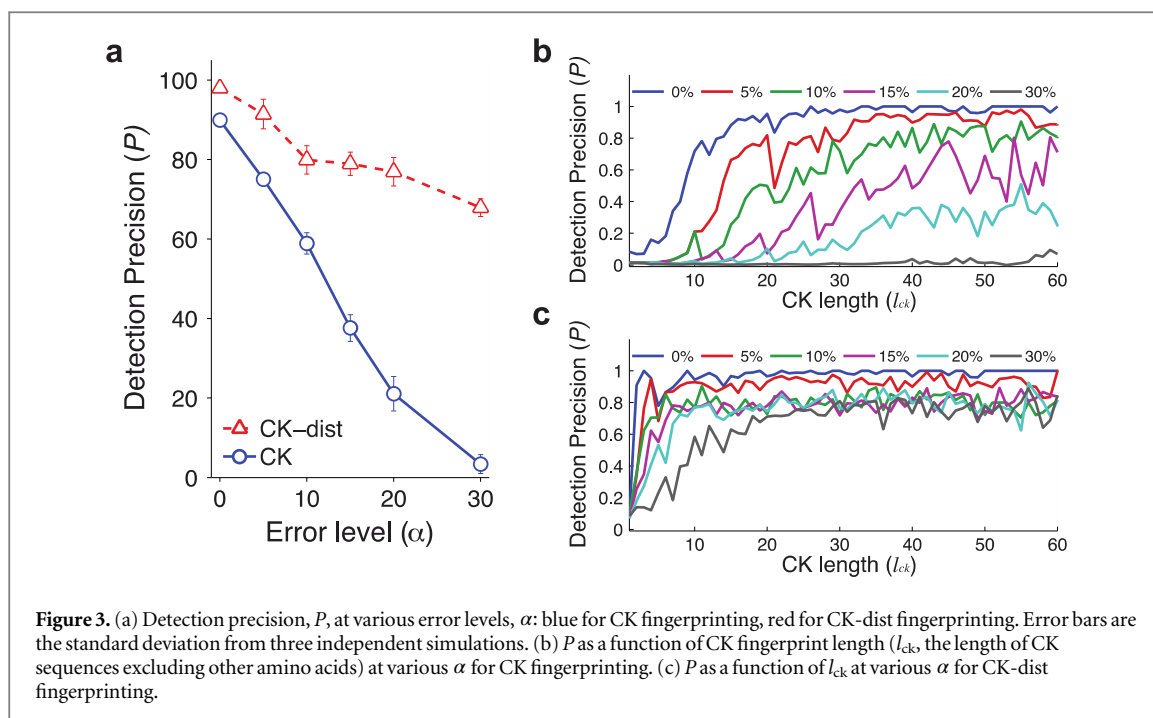 a
100
80
60
40
20
0
Detection Precision (P)
CK–dist
CK
0 10 20 30
Error level (α)
b
0% 5% 10% 15% 20% 30%
1
0.8
0.6
0.4
0.2
0
Detection Precision (P)
10 20 30 40 50 60
CK length (lck)
c
0% 5% 10% 15% 20% 30%
1
0.8
0.6
0.4
0.2
0
Detection Precision (P)
10 20 30 40 50 60
CK length (lck)
Figure 3. (a) Detection precision, P, at various error levels, α: blue for CK fingerprinting, red for CK-dist fingerprinting. Error bars are
the standard deviation from three independent simulations. (b) P as a function of CK fingerprint length (lck, the length of CK
sequences excluding other amino acids) at various α for CK fingerprinting. (c) P as a function of lck at various α for CK-dist
fingerprinting.